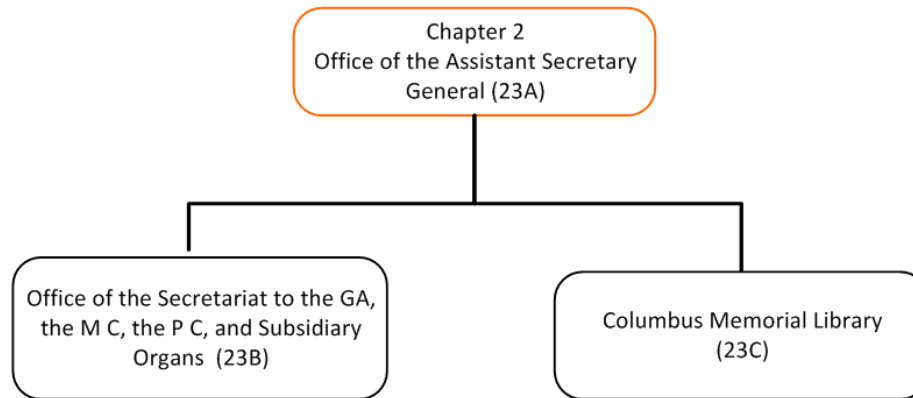 Chapter 2
Office of the Assistant Secretary
General (23A)
Office of the Secretariat to the GA,
the M C, the P C, and Subsidiary
Organs  (23B)
Columbus Memorial Library
(23C)